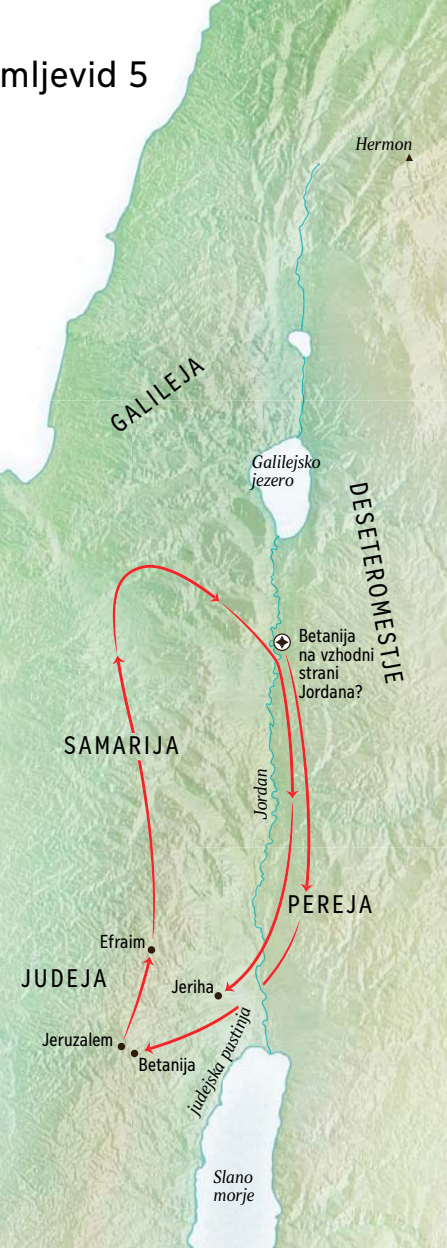 mljevid 5
Hermon
GALILEJA
Galilejsko
jezero
DESETEROMESTJE
Betanija
na vzhodni
strani
Jordana?
SAMARIJA
Jordan
PEREJA
Efraim
JUDEJA
Jeriha
Jeruzalem
Betanija
judejska pustinja
Slano
morje